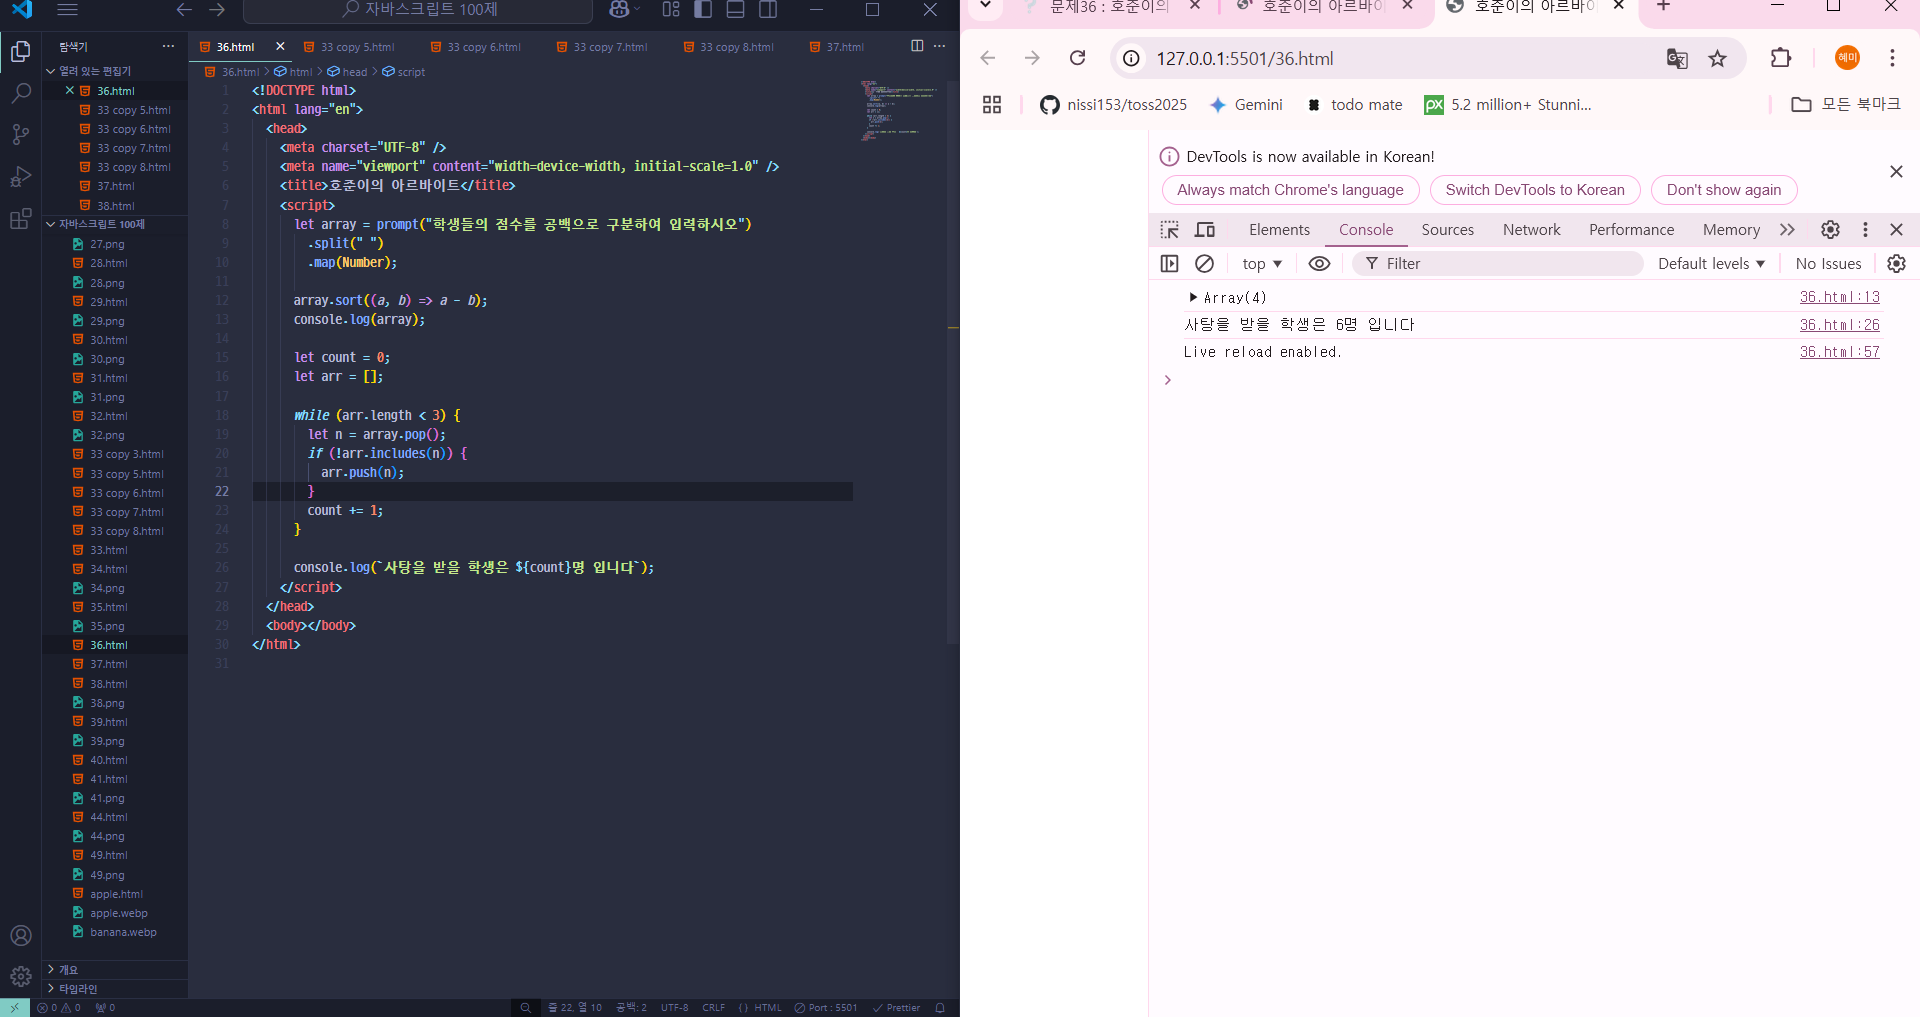 자바스크립트 100제
탐색기
열려 있는 편집기
36.html
33 copy 5.html
33 copy 6.html
33 copy 7.html
33 copy 8.html
37.html
38.html
자바스크립트 100제
27.png
28.html
28.png
29.html
29.png
30.html
30.png
31.html
31.png
32.html
32.png
33 copy 3.html
33 copy 5.html
33 copy 6.html
33 copy 7.html
33 copy 8.html
33.html
34.html
34.png
35.html
35.png
36.html
37.html
38.html
38.png
39.html
39.png
40.html
41.html
41.png
44.html
44.png
49.html
49.png
apple.html
apple.webp
banana.webp
개요
타임라인
36.html 33 copy 5.html 33 copy 6.html 33 copy 7.html 33 copy 8.html 37.html
36.html > html > head > script
1 <!DOCTYPE html>
2 <html lang="en">
3 <head>
4 <meta charset="UTF-8" />
5 <meta name="viewport" content="width=device-width, initial-scale=1.0" />
6 <title>호준이의 아르바이트</title>
7 <script>
8 let array = prompt("학생들의 점수를 공백으로 구분하여 입력하시오")
9 .split(" ")
10 .map(Number);
11
12 array.sort((a, b) => a - b);
13 console.log(array);
14
15 let count = 0;
16 let arr = [];
17
18 while (arr.length < 3) {
19 let n = array.pop();
20 if (!arr.includes(n)) {
21 arr.push(n);
22 }
23 count += 1;
24 }
25
26 console.log(`사탕을 받을 학생은 ${count}명 입니다`);
27 </script>
28 </head>
29 <body></body>
30 </html>
31
0 0 0
줄 22, 열 10 공백: 2 UTF-8 CRLF {} HTML Port : 5501 Prettier
문제36 : 호준이의 호준이의 아르바이 호준이의 아르바이
127.0.0.1:5501/36.html
혜미
nissi153/toss2025 Gemini todo mate 5.2 million+ Stunni... 모든 북마크
DevTools is now available in Korean!
Always match Chrome's language Switch DevTools to Korean Don't show again
Elements Console Sources Network Performance Memory
top Filter Default levels No Issues
Array(4) 36.html:13
사탕을 받을 학생은 6명 입니다 36.html:26
Live reload enabled. 36.html:57